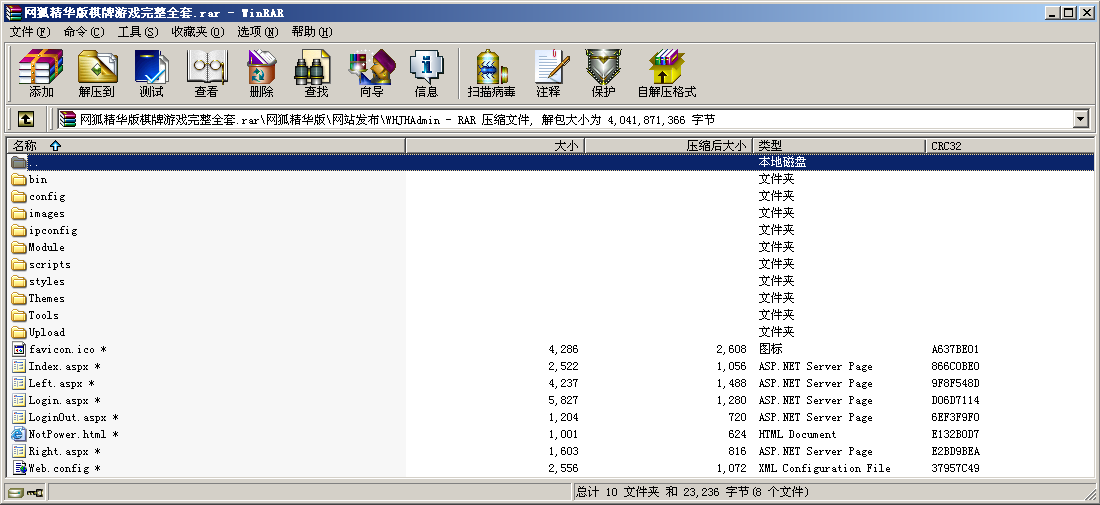 网狐精华版棋牌游戏完整全套.rar - WinRAR
文件(F) 命令(C) 工具(S) 收藏夹(O) 选项(N) 帮助(H)
添加 解压到 测试 查看 删除 查找 向导 信息 扫描病毒 注释 保护 自解压格式
网狐精华版棋牌游戏完整全套.rar\网狐精华版\网站发布\WHJHAdmin - RAR 压缩文件, 解包大小为 4,041,871,366 字节
名称 大小 压缩后大小 类型 CRC32
.. 本地磁盘
bin 文件夹
config 文件夹
images 文件夹
ipconfig 文件夹
Module 文件夹
scripts 文件夹
styles 文件夹
Themes 文件夹
Tools 文件夹
Upload 文件夹
favicon.ico * 4,286 2,608 图标 A637BE01
Index.aspx * 2,522 1,056 ASP.NET Server Page 866C0BE0
Left.aspx * 4,237 1,488 ASP.NET Server Page 9F8F548D
Login.aspx * 5,827 1,280 ASP.NET Server Page D06D7114
LoginOut.aspx * 1,204 720 ASP.NET Server Page 6EF3F9F0
NotPower.html * 1,001 624 HTML Document E132B0D7
Right.aspx * 1,603 816 ASP.NET Server Page E2BD9BEA
Web.config * 2,556 1,072 XML Configuration File 37957C49
总计 10 文件夹 和 23,236 字节(8 个文件)